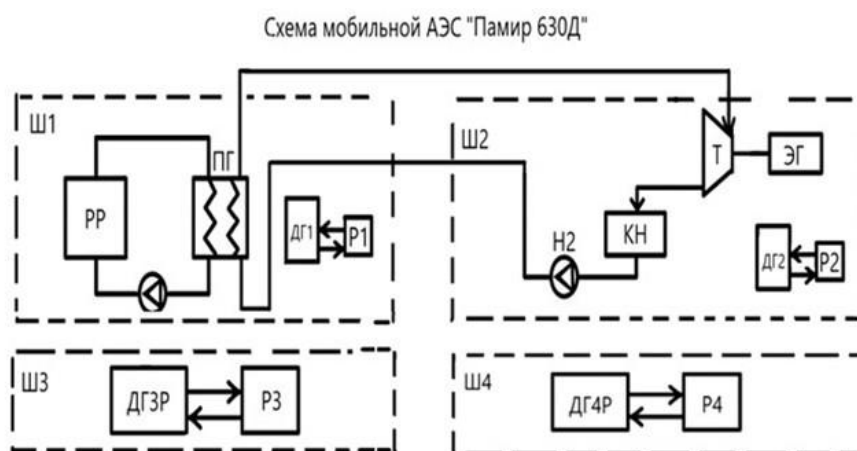 Схема мобильной АЭС "Памир 630Д"
Ш1
ПГ
РР
ДГ1
Р1
Ш2
Т
ЭГ
КН
Н2
ДГ2
Р2
Ш3
ДГ3Р
Р3
Ш4
ДГ4Р
Р4